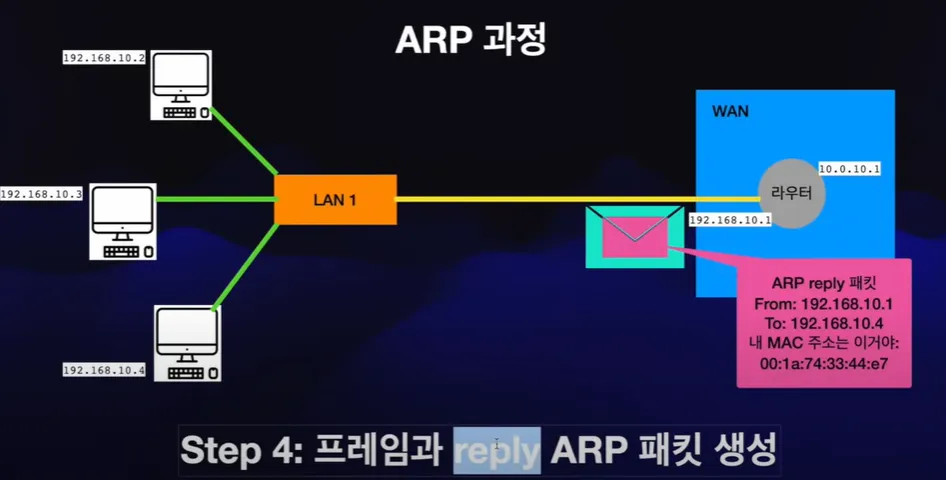 ARP 과정
192.168.10.2
192.168.10.3
192.168.10.4
LAN 1
WAN
10.0.10.1
라우터
192.168.10.1
ARP reply 패킷
From: 192.168.10.1
To: 192.168.10.4
내 MAC 주소는 이거야:
00:1a:74:33:44:e7
Step 4: 프레임과 reply ARP 패킷 생성